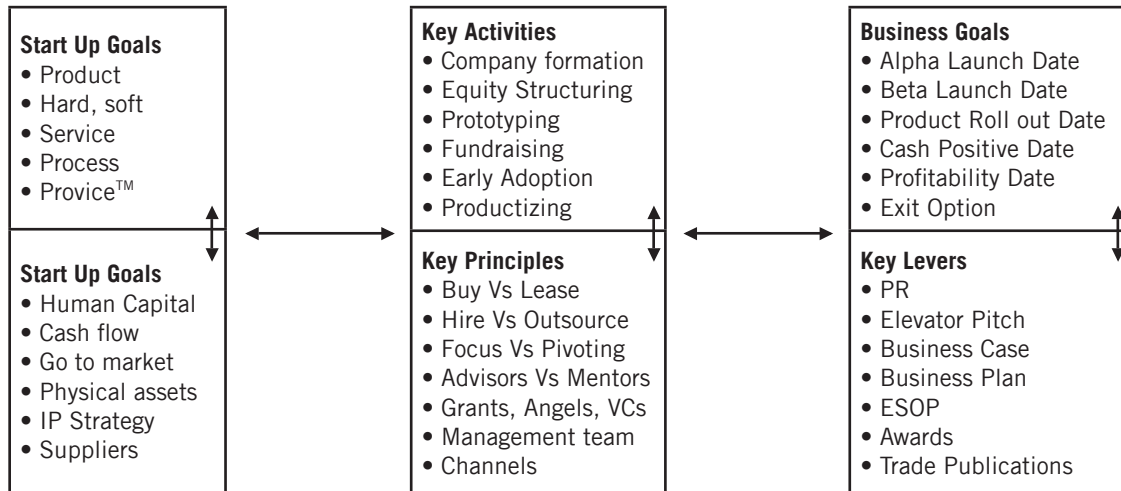 Start Up Goals
• Product
• Hard, soft
• Service
• Process
• Provice™
Start Up Goals
• Human Capital
• Cash flow
• Go to market
• Physical assets
• IP Strategy
• Suppliers
Key Activities
• Company formation
• Equity Structuring
• Prototyping
• Fundraising
• Early Adoption
• Productizing
Key Principles
• Buy Vs Lease
• Hire Vs Outsource
• Focus Vs Pivoting
• Advisors Vs Mentors
• Grants, Angels, VCs
• Management team
• Channels
Business Goals
• Alpha Launch Date
• Beta Launch Date
• Product Roll out Date
• Cash Positive Date
• Profitability Date
• Exit Option
Key Levers
• PR
• Elevator Pitch
• Business Case
• Business Plan
• ESOP
• Awards
• Trade Publications